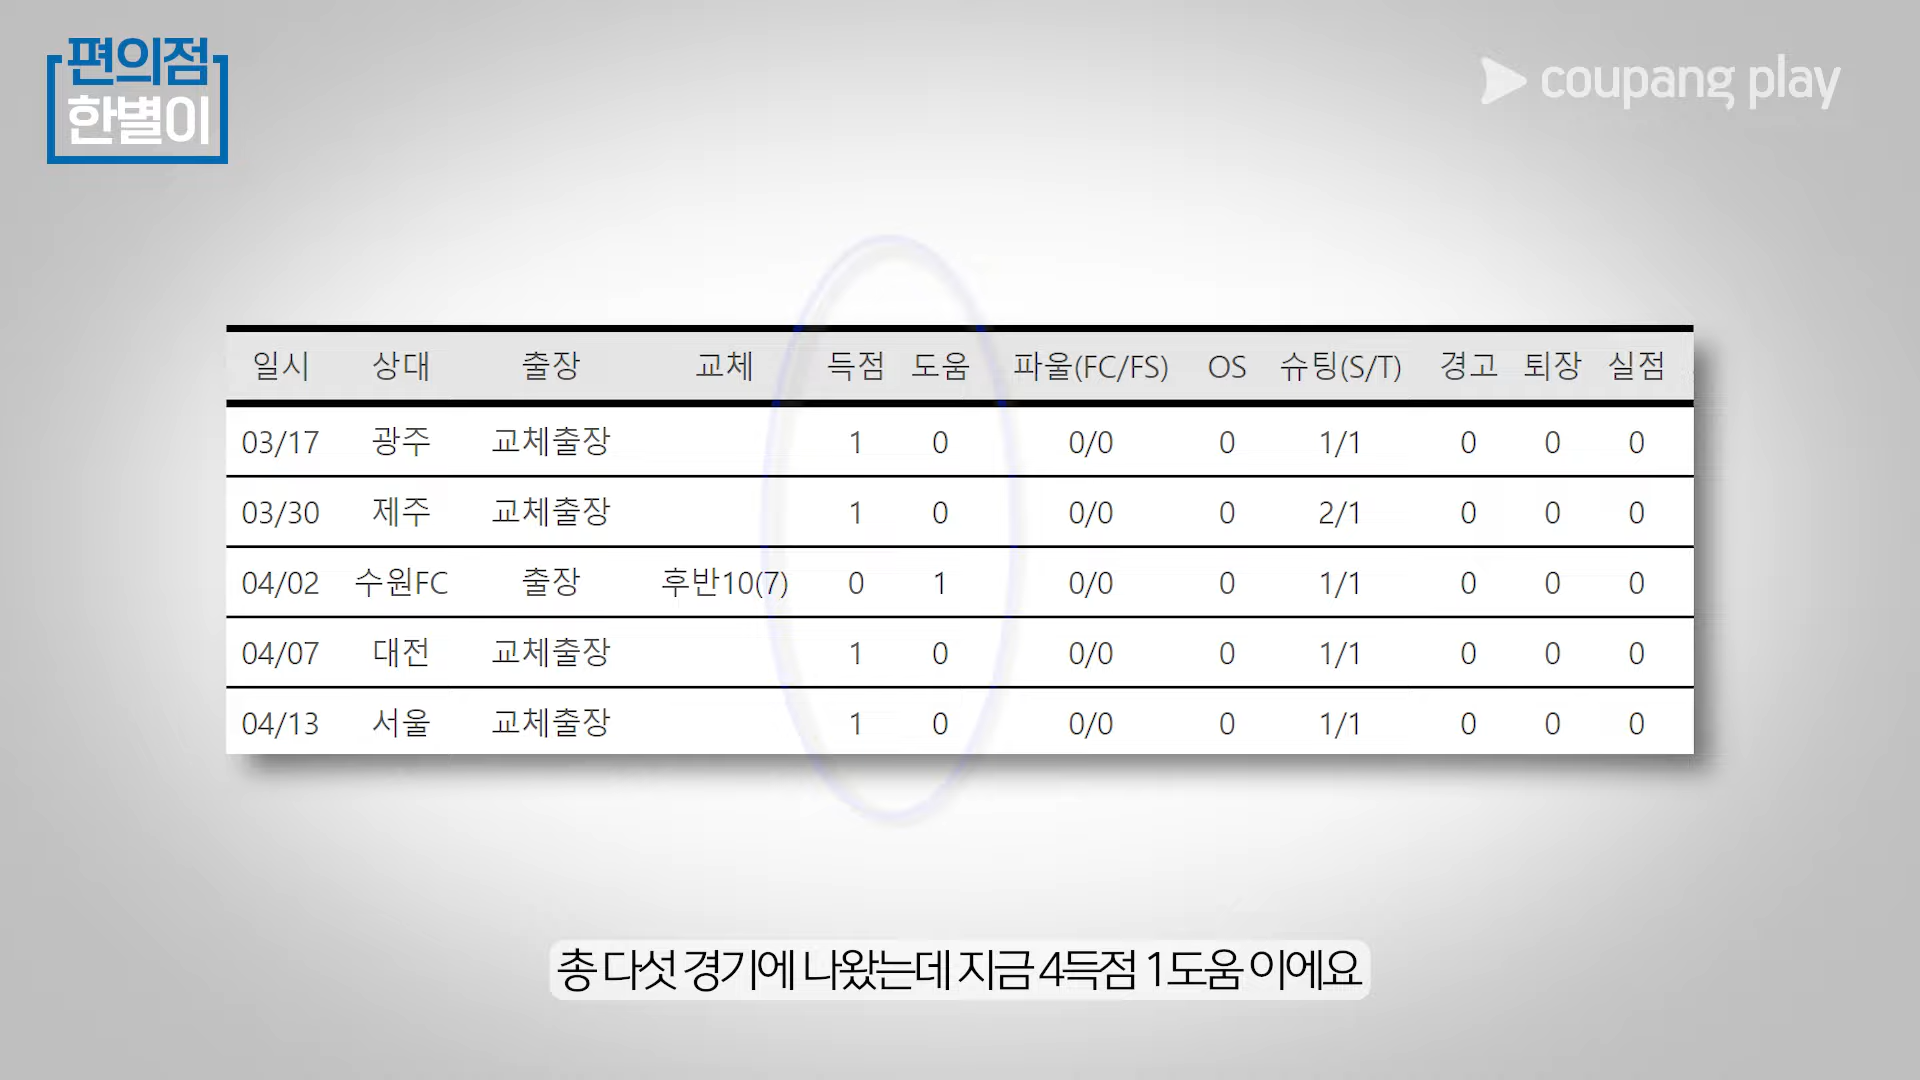 편의점
한별이
coupang play
일시 상대 출장 교체 득점 도움 파울(FC/FS) OS 슈팅(S/T) 경고 퇴장 실점
03/17 광주 교체출장 1 0 0/0 0 1/1 0 0 0
03/30 제주 교체출장 1 0 0/0 0 2/1 0 0 0
04/02 수원FC 출장 후반10(7) 0 1 0/0 0 1/1 0 0 0
04/07 대전 교체출장 1 0 0/0 0 1/1 0 0 0
04/13 서울 교체출장 1 0 0/0 0 1/1 0 0 0
총 다섯 경기에 나왔는데 지금 4득점 1도움 이에요